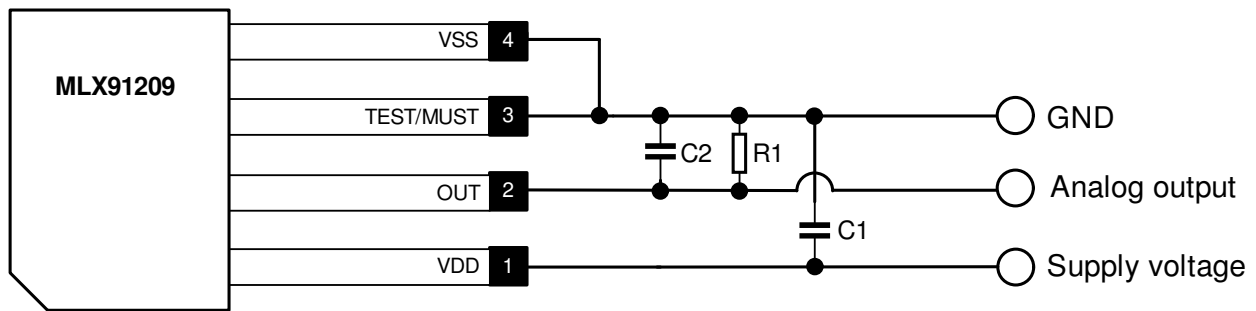 VSS 4
MLX91209
TEST/MUST 3
GND
C2 R1
OUT 2
Analog output
C1
VDD 1
Supply voltage